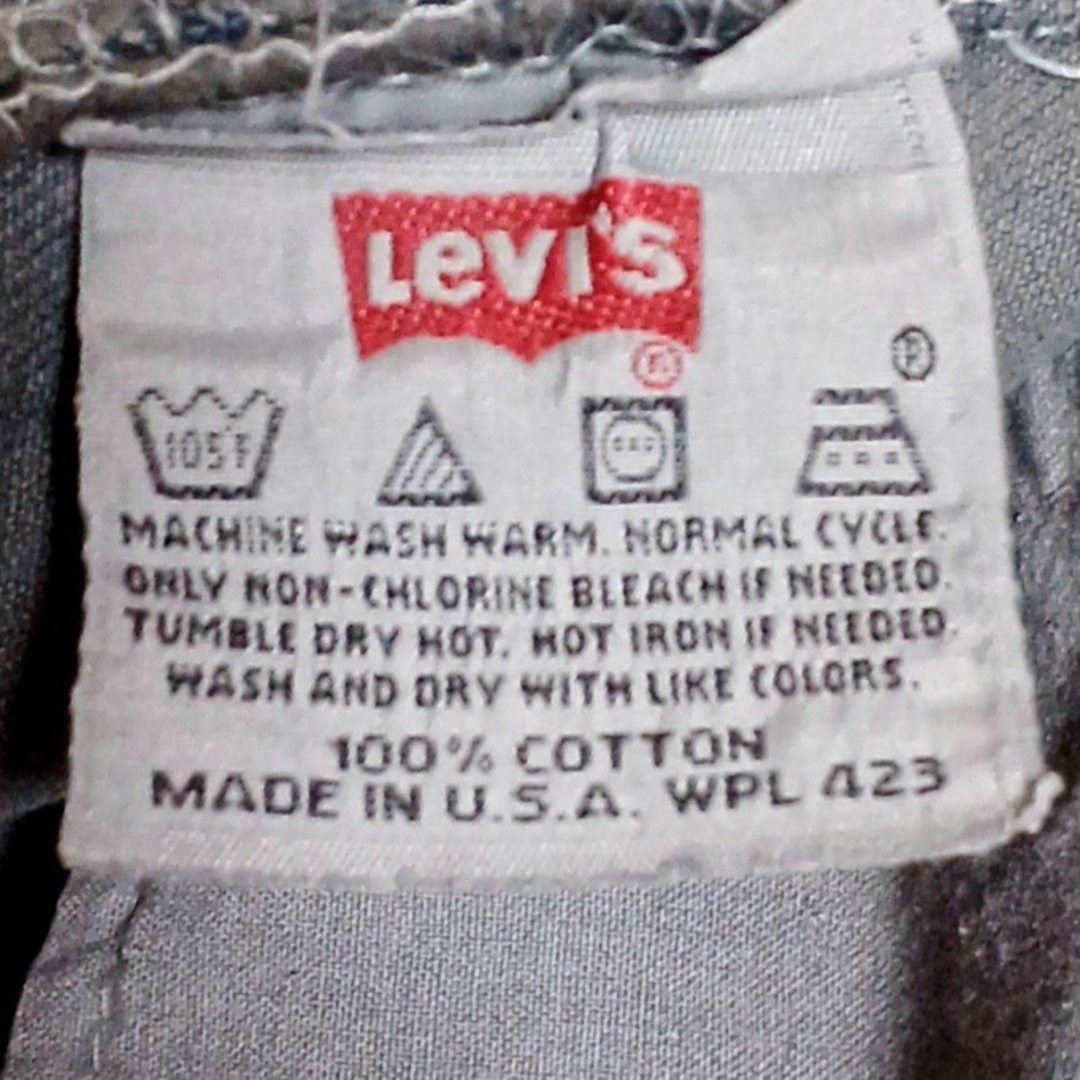 LEVI'S
®
®
105F
MACHINE WASH WARM. NORMAL CYCLE.
ONLY NON-CHLORINE BLEACH IF NEEDED.
TUMBLE DRY HOT. HOT IRON IF NEEDED.
WASH AND DRY WITH LIKE COLORS.
100% COTTON
MADE IN U.S.A. WPL 423